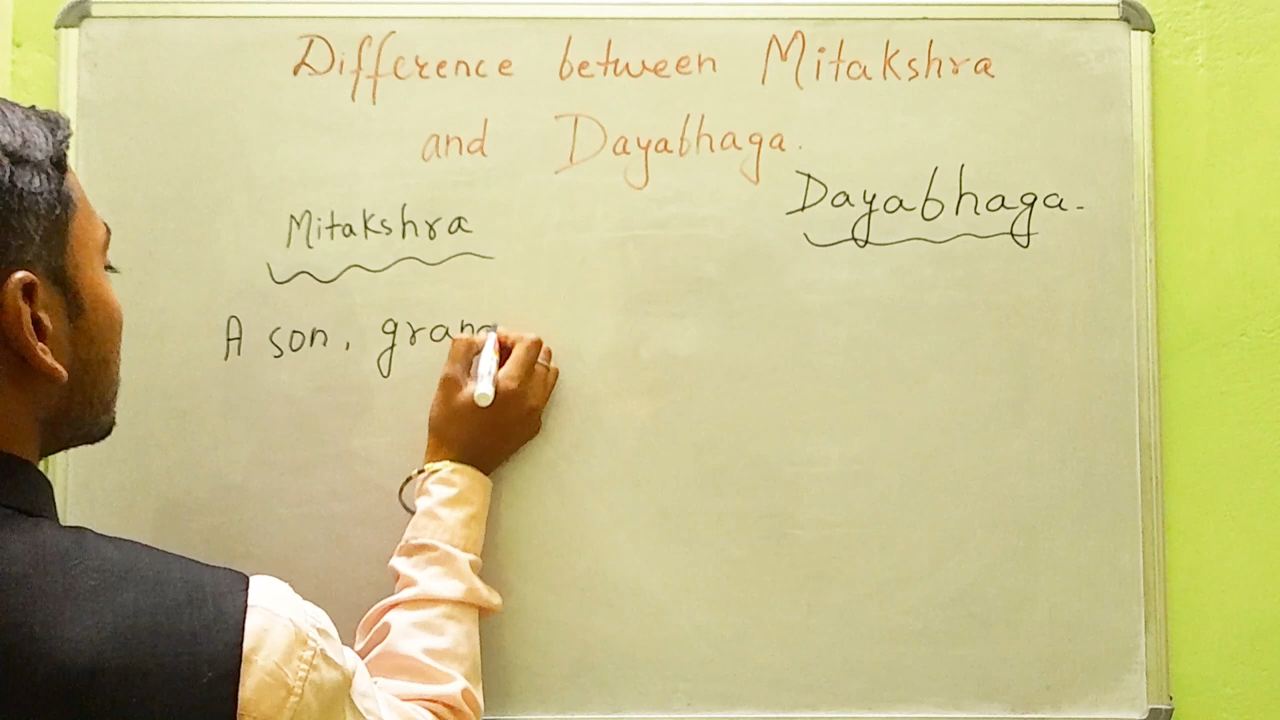 Difference between Mitakshra
and Dayabhaga.
Mitakshra
Dayabhaga.
A son, gran